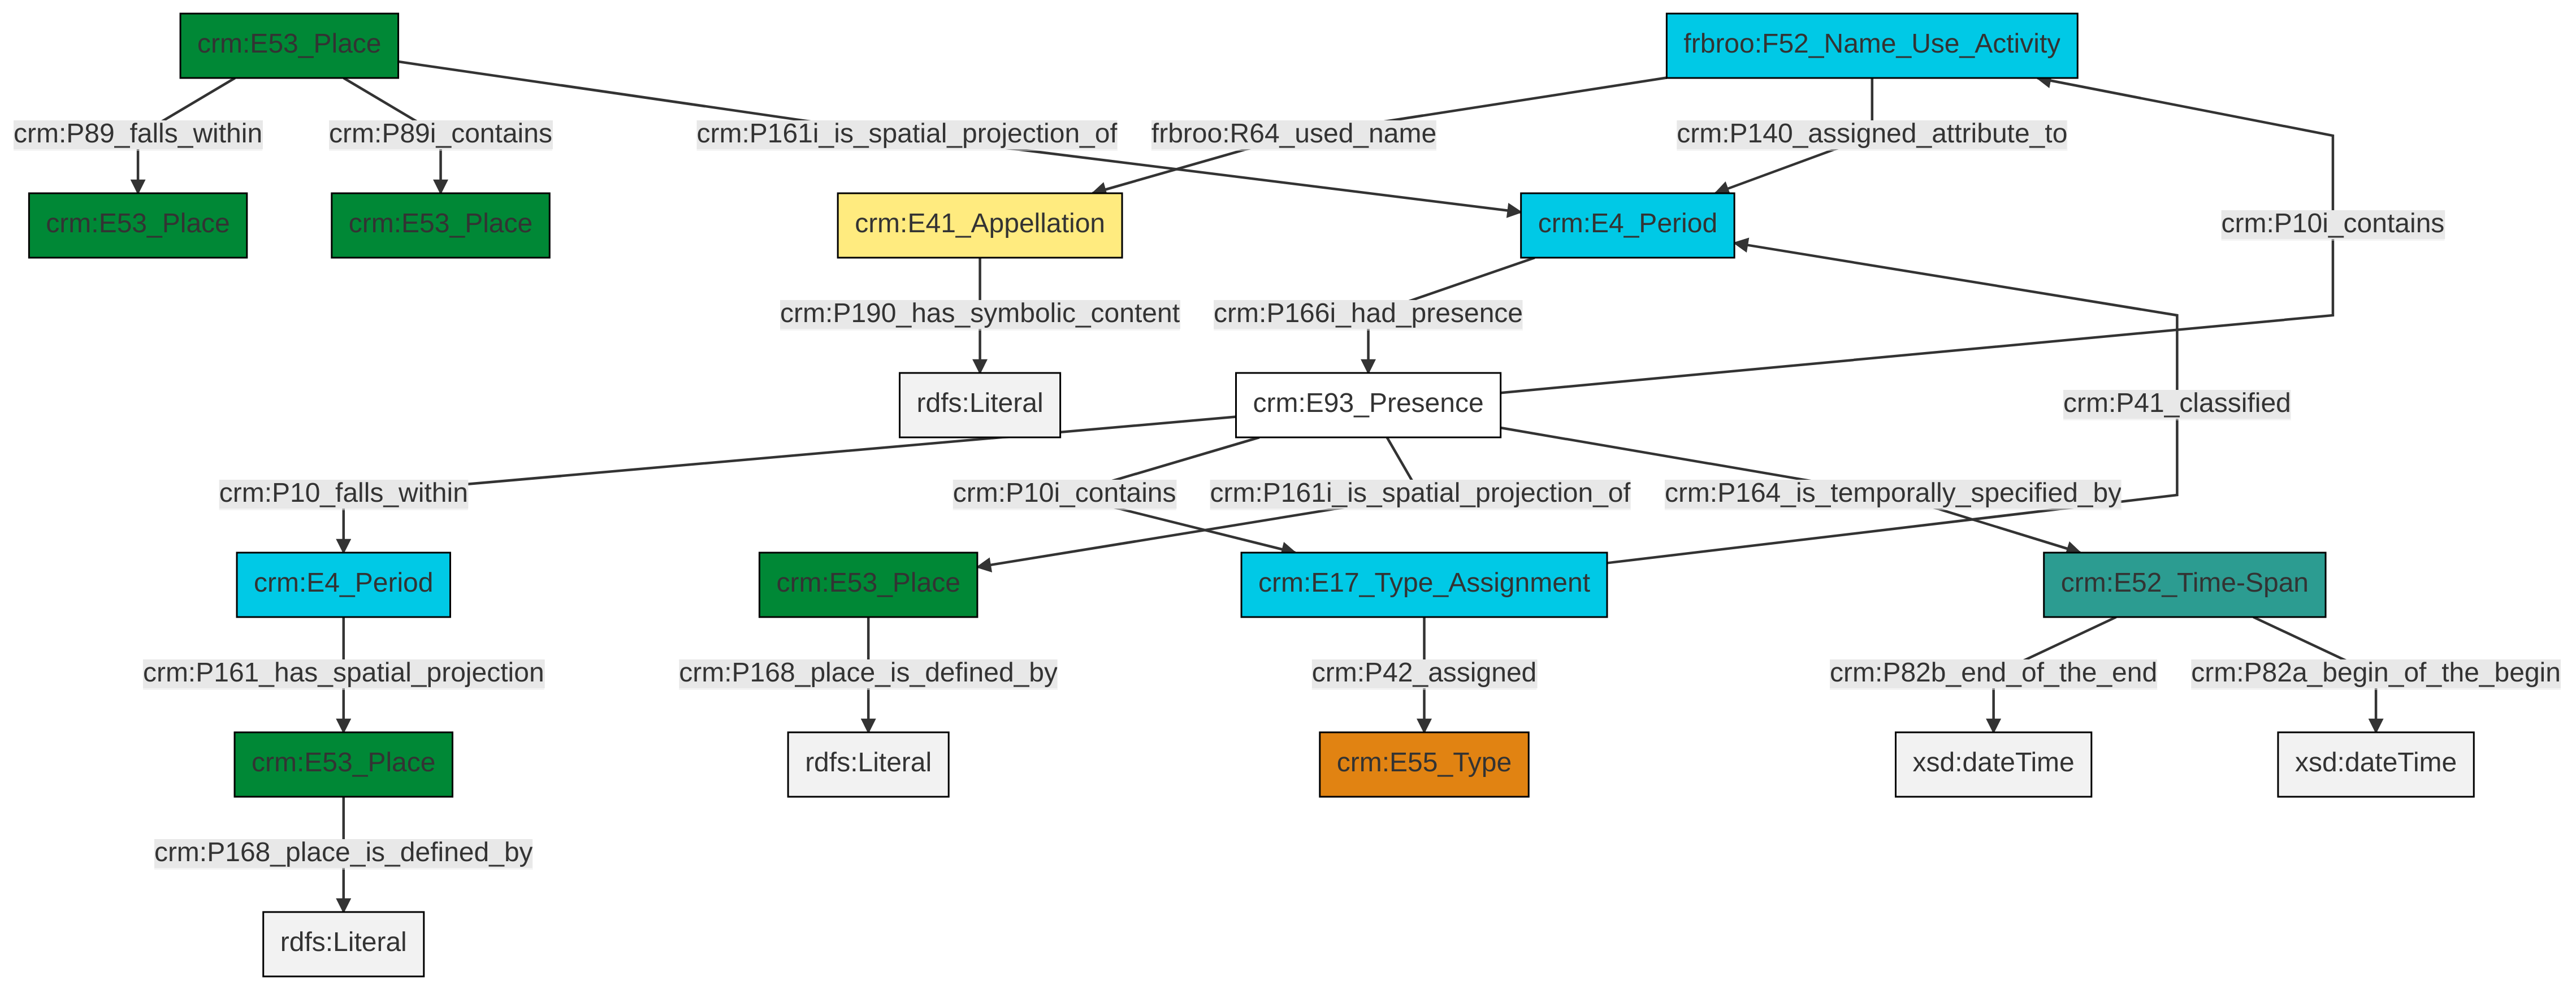 crm:E53_Place
frbroo:F52_Name_Use_Activity
crm:P89_falls_within
crm:P89i_contains
crm:P161i_is_spatial_projection_of
frbroo:R64_used_name
crm:P140_assigned_attribute_to
crm:E53_Place
crm:E53_Place
crm:E41_Appellation
crm:E4_Period
crm:P10i_contains
crm:P190_has_symbolic_content
crm:P166i_had_presence
rdfs:Literal
crm:E93_Presence
crm:P41_classified
crm:P10_falls_within
crm:P10i_contains
crm:P161i_is_spatial_projection_of
crm:P164_is_temporally_specified_by
crm:E4_Period
crm:E53_Place
crm:E17_Type_Assignment
crm:E52_Time-Span
crm:P161_has_spatial_projection
crm:P168_place_is_defined_by
crm:P42_assigned
crm:P82b_end_of_the_end
crm:P82a_begin_of_the_begin
crm:E53_Place
rdfs:Literal
crm:E55_Type
xsd:dateTime
xsd:dateTime
crm:P168_place_is_defined_by
rdfs:Literal